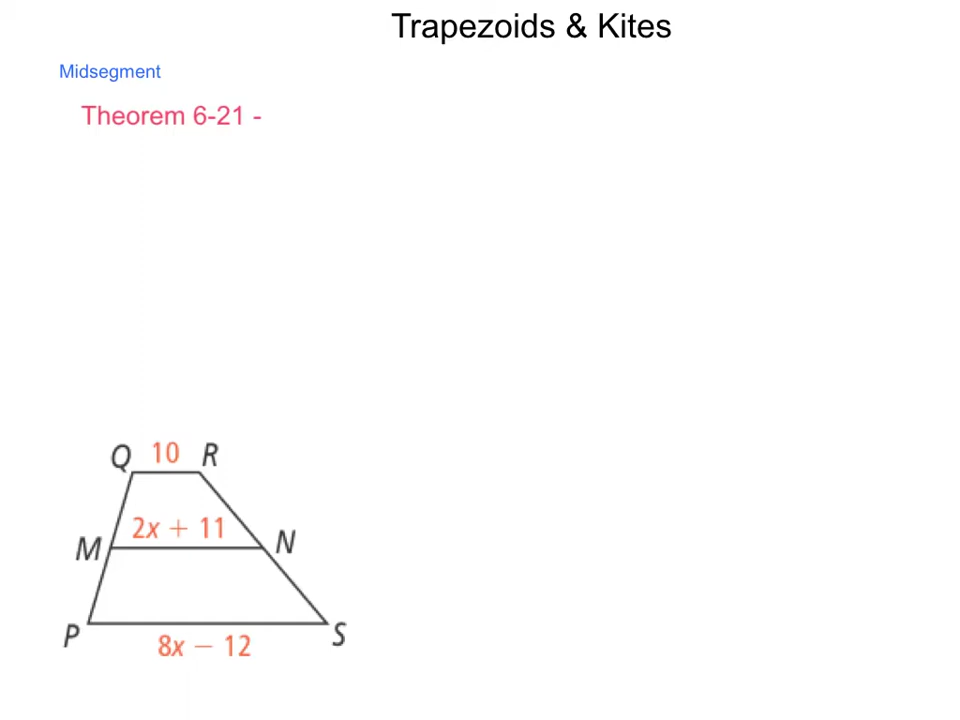 Trapezoids & Kites
Midsegment
Theorem 6-21 -
Q 10 R
2x + 11
M N
P S
8x − 12